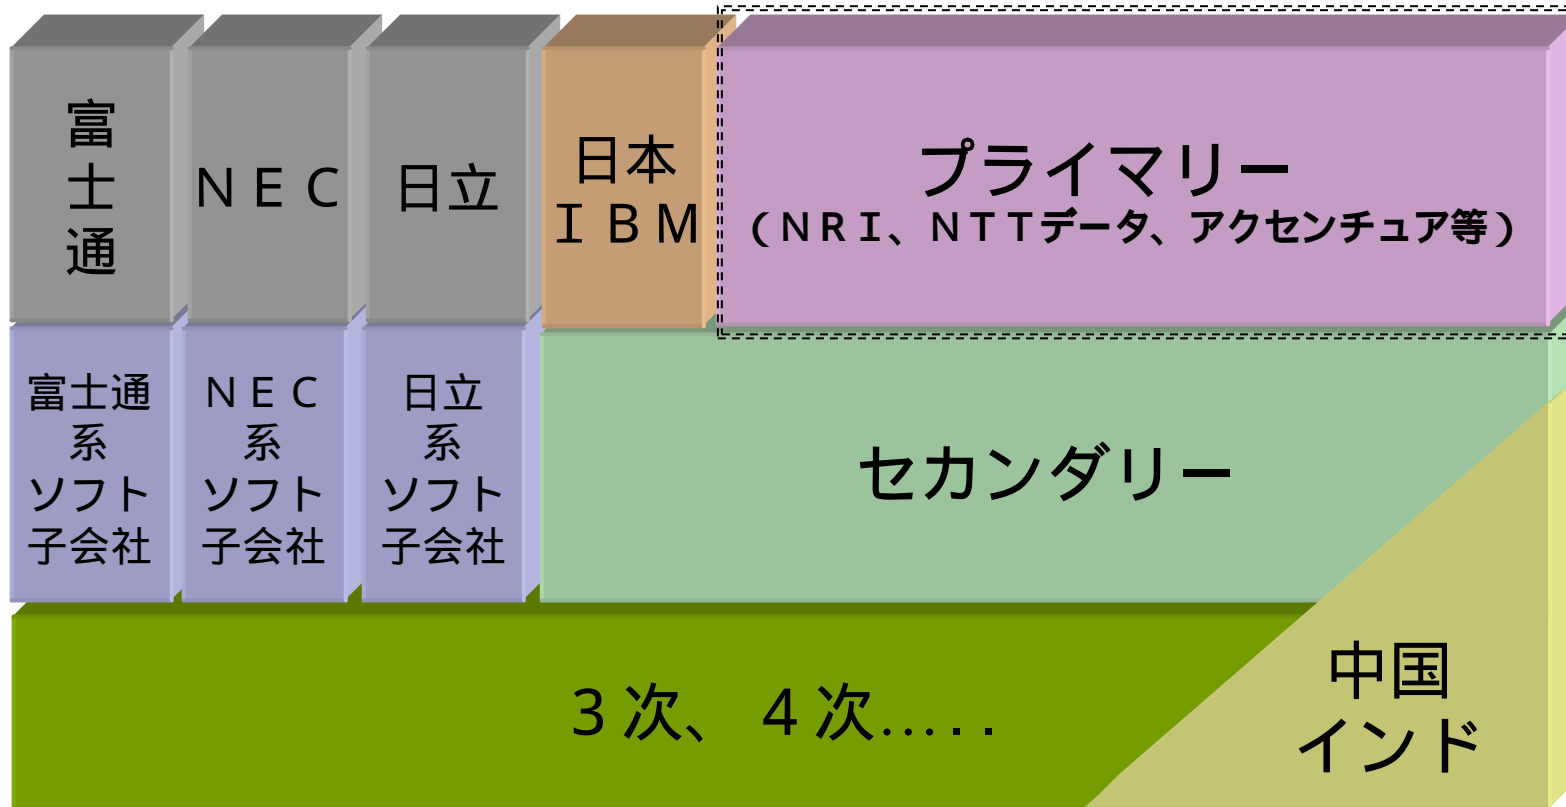 富
士
通
ＮＥＣ
日立
日本
ＩＢＭ
プライマリー
（ＮＲＩ、ＮＴＴデータ、アクセンチュア等）
富士通
系
ソフト
子会社
ＮＥＣ
系
ソフト
子会社
日立
系
ソフト
子会社
セカンダリー
３次、４次…．．
中国
インド